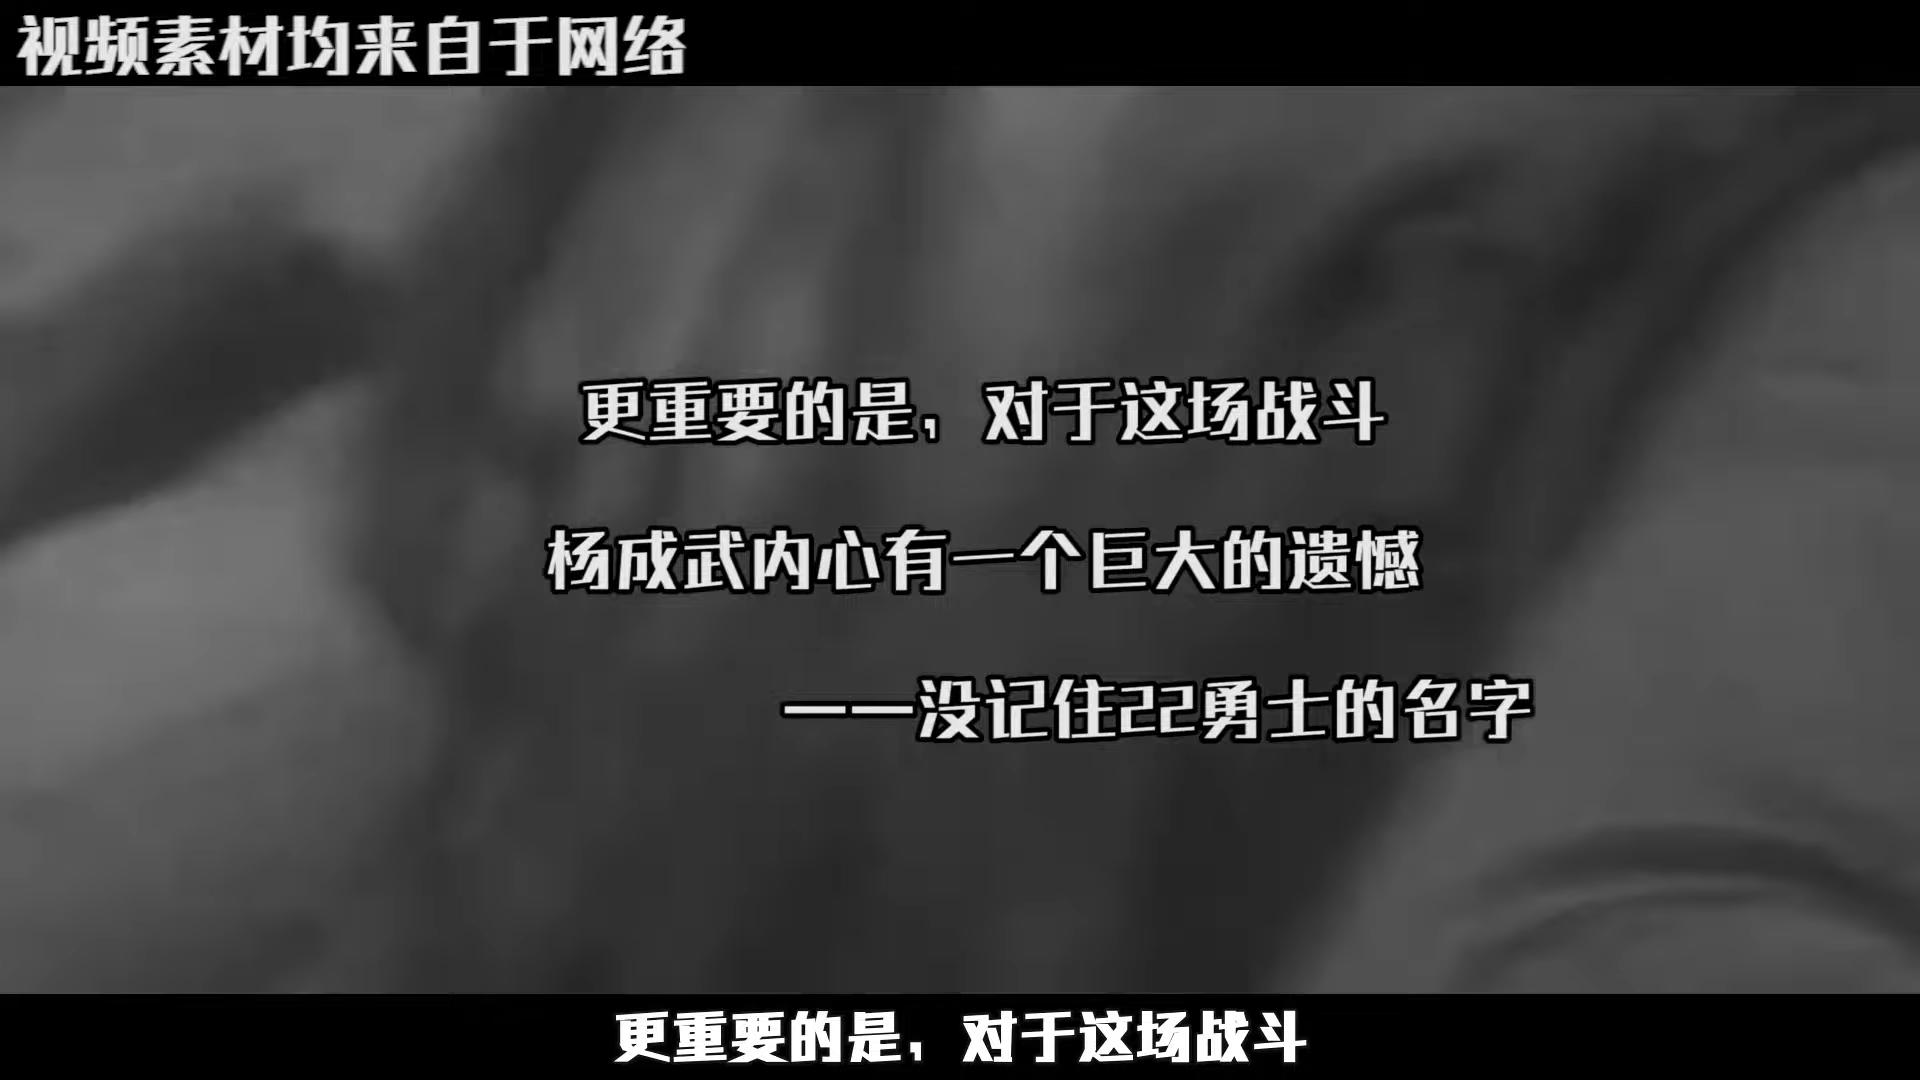 视频素材均来自于网络
更重要的是，对于这场战斗
杨成武内心有一个巨大的遗憾
——没记住22勇士的名字
更重要的是，对于这场战斗